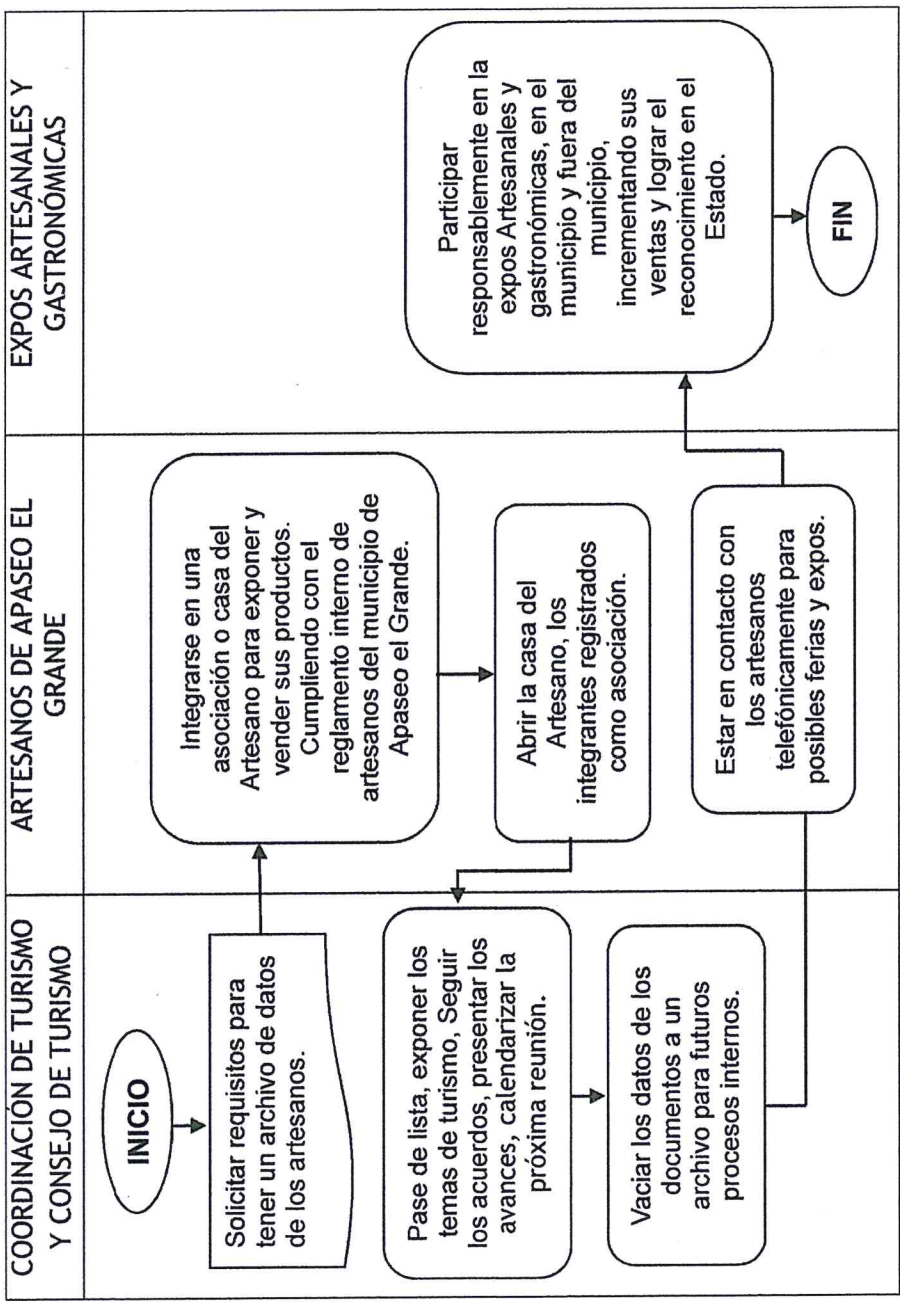 COORDINACIÓN DE TURISMO
Y CONSEJO DE TURISMO
ARTESANOS DE APASEO EL
GRANDE
EXPOS ARTESANALES Y
GASTRONÓMICAS
INICIO
Solicitar requisitos para
tener un archivo de datos
de los artesanos.
Integrarse en una
asociación o casa del
Artesano para exponer y
vender sus productos.
Cumpliendo con el
reglamento interno de
artesanos del municipio de
Apaseo el Grande.
Abrir la casa del
Artesano, los
integrantes registrados
como asociación.
Pase de lista, exponer los
temas de turismo, Seguir
los acuerdos, presentar los
avances, calendarizar la
próxima reunión.
Vaciar los datos de los
documentos a un
archivo para futuros
procesos internos.
Estar en contacto con
los artesanos
telefónicamente para
posibles ferias y expos.
Participar
responsablemente en la
expos Artesanales y
gastronómicas, en el
municipio y fuera del
municipio,
incrementando sus
ventas y lograr el
reconocimiento en el
Estado.
FIN